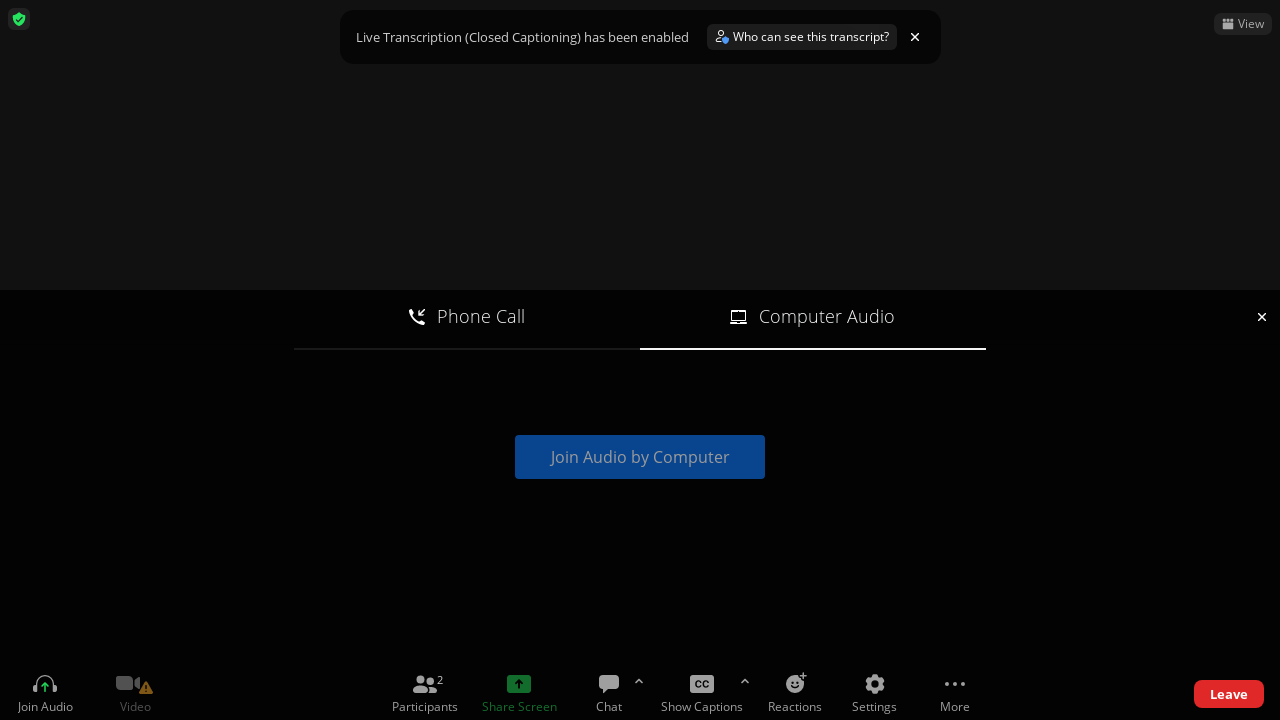 Live Transcription (Closed Captioning) has been enabled
Who can see this transcript?
View
Phone Call
Computer Audio
Join Audio by Computer
2
CC
Join Audio
Video
Participants
Share Screen
Chat
Show Captions
Reactions
Settings
More
Leave